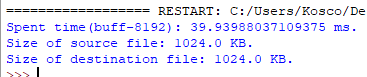 =================== RESTART: C:/Users/Kosco/De
Spent time(buff-8192): 39.93988037109375 ms.
Size of source file: 1024.0 KB.
Size of destination file: 1024.0 KB.
>>>